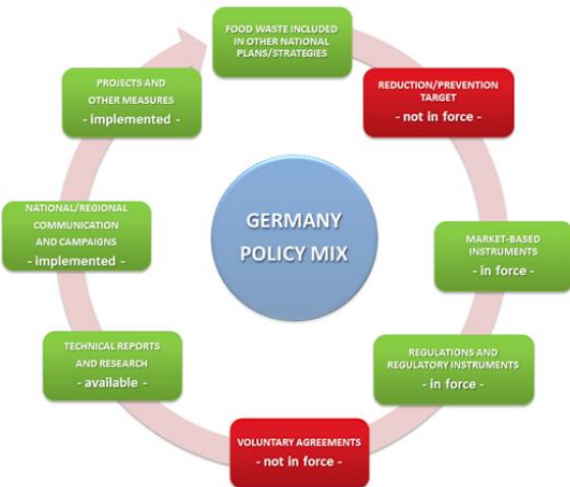 FOOD WASTE INCLUDED
IN OTHER NATIONAL
PLANS/STRATEGIES
REDUCTION/PREVENTION
TARGET
- not in force -
MARKET-BASED
INSTRUMENTS
- in force -
REGULATIONS AND
REGULATORY INSTRUMENTS
- in force -
VOLUNTARY AGREEMENTS
- not in force -
TECHNICAL REPORTS
AND RESEARCH
- available -
NATIONAL/REGIONAL
COMMUNICATION
AND CAMPAIGNS
- implemented -
PROJECTS AND
OTHER MEASURES
- implemented -
GERMANY
POLICY MIX